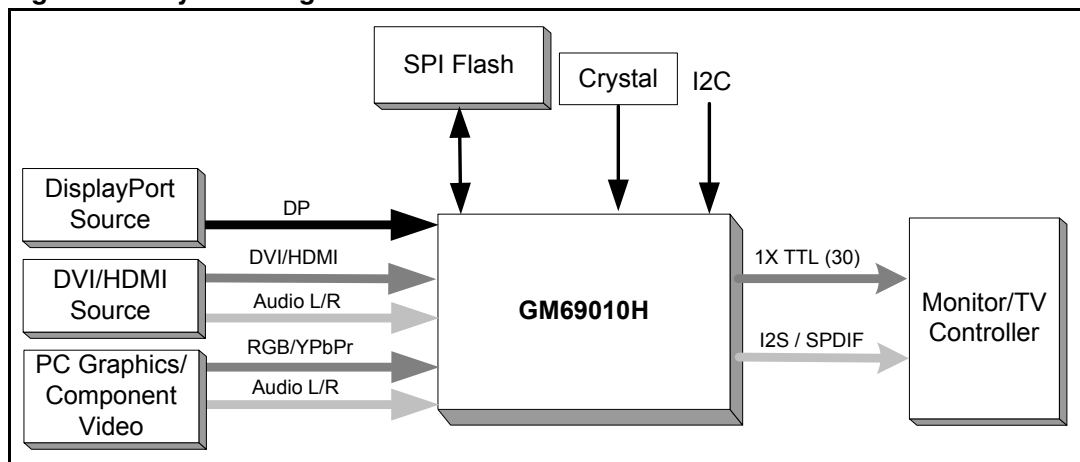 SPI Flash
Crystal
I2C
DisplayPort
Source
DP
DVI/HDMI
Source
DVI/HDMI
Audio L/R
PC Graphics/
Component
Video
RGB/YPbPr
Audio L/R
GM69010H
1X TTL (30)
I2S / SPDIF
Monitor/TV
Controller